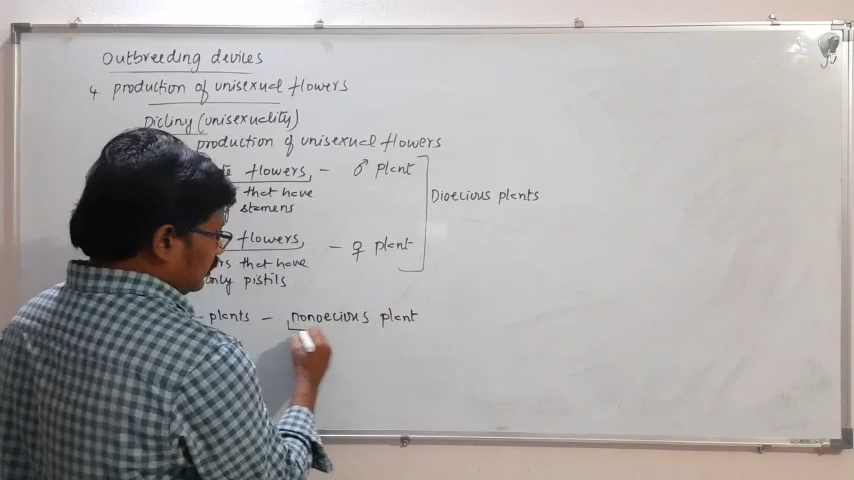 Outbreeding devices
4. production of unisexual flowers
Dicliny (unisexuality)
production of unisexual flowers
flowers, - ♂ plant
that have
stamens
Dioecious plants
flowers, - ♀ plant
that have
only pistils
- plants - monoecious plant